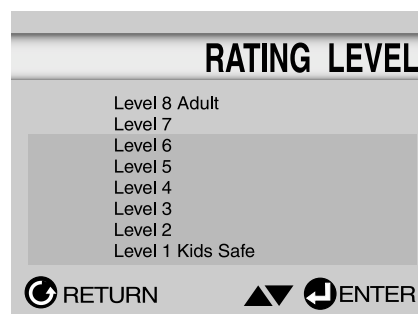 RATING LEVEL
Level 8 Adult
Level 7
Level 6
Level 5
Level 4
Level 3
Level 2
Level 1 Kids Safe
RETURN ENTER